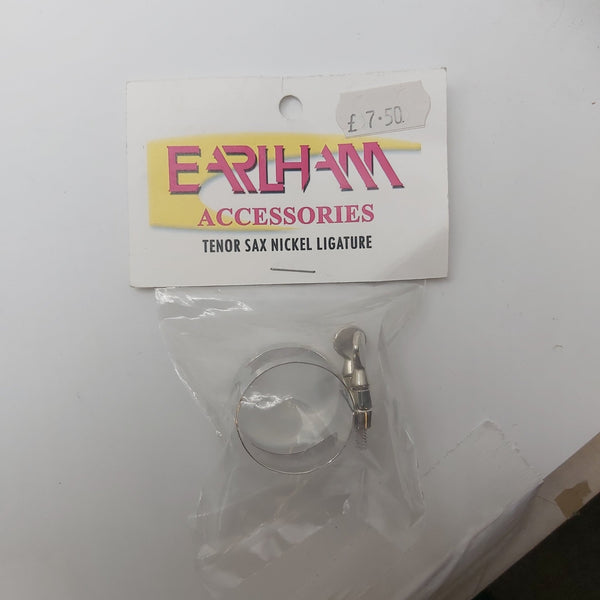 £ 7.50
EARLHAM
ACCESSORIES
TENOR SAX NICKEL LIGATURE